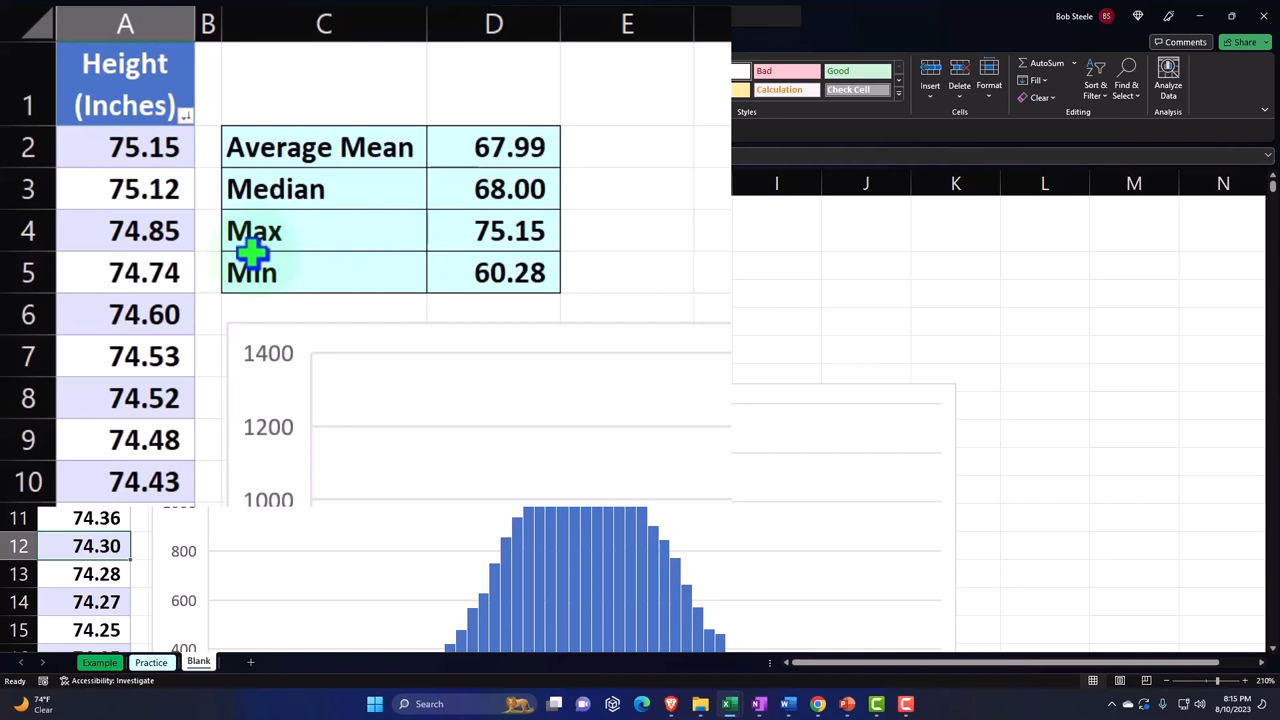 Bob Steele BS
Comments
Share
A B C D E
Height
(Inches)
1
2 75.15 Average Mean 67.99
3 75.12 Median 68.00
4 74.85 Max 75.15
5 74.74 Min 60.28
6 74.60
7 74.53
8 74.52
9 74.48
10 74.43
11 74.36
12 74.30
13 74.28
14 74.27
15 74.25
1400
1200
1000
800
600
400
Bad Good
Calculation Check Cell
Styles
Insert Delete Format
Cells
AutoSum
Fill
Clear
Sort & Filter
Find & Select
Editing
Analyze Data
Analysis
I J K L M N
Example Practice Blank
Ready
Accessibility: Investigate
210%
74°F
Clear
Search
8:15 PM
8/10/2023